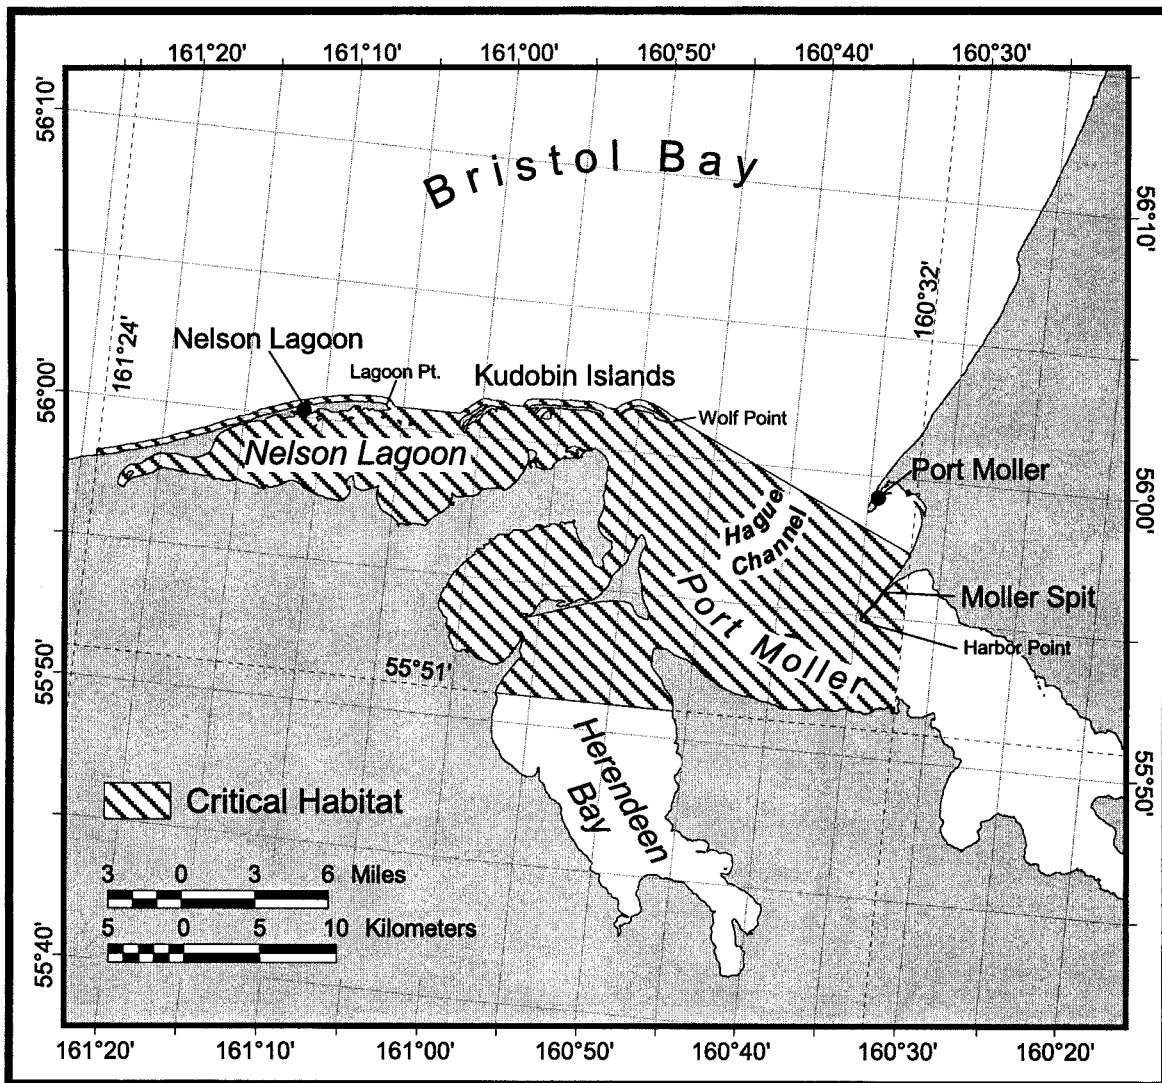 161°20' 161°10' 161°00' 160°50' 160°40' 160°30'
56°10'
Bristol Bay
56°10'
160°32'
161°24'
Nelson Lagoon
Lagoon Pt.
Kudobin Islands
56°00'
Wolf Point
Nelson Lagoon
Port Moller
56°00'
Hague
Channel
Port Moller
Moller Spit
Harbor Point
55°50'
55°51'
Herendeen
Bay
55°50'
Critical Habitat
3 0 3 6 Miles
5 0 5 10 Kilometers
55°40'
161°20' 161°10' 161°00' 160°50' 160°40' 160°30' 160°20'